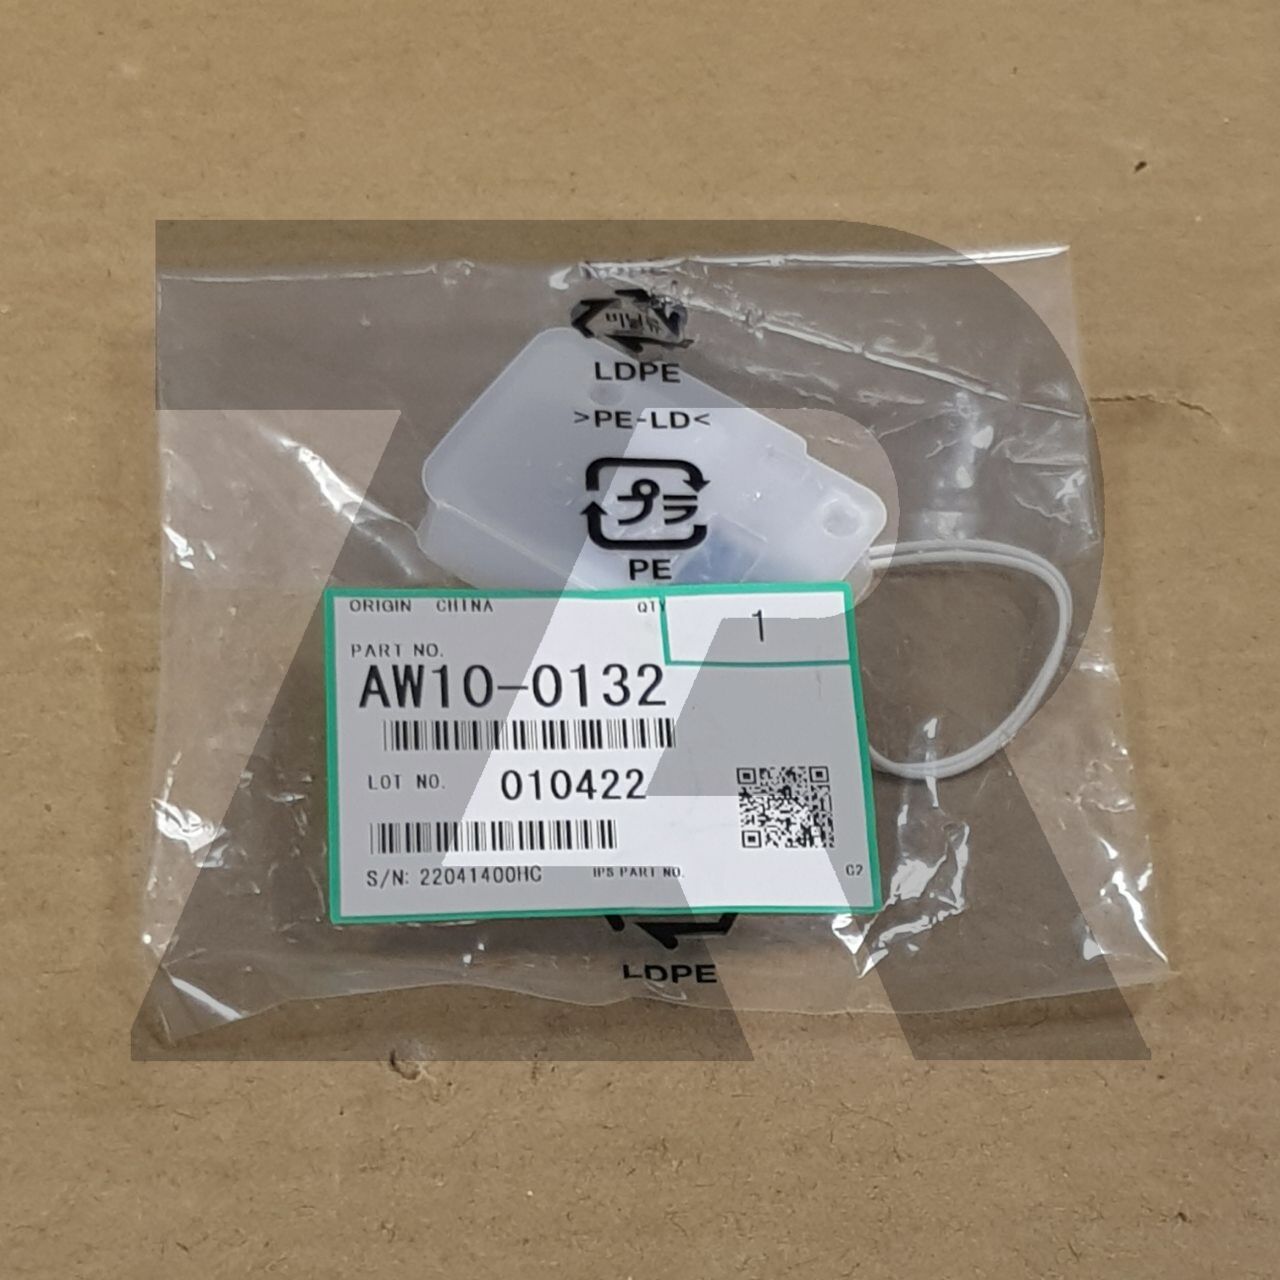 LDPE
>PE-LD<
プラ
PE
ORIGIN CHINA
QTY
1
PART NO.
AW10-0132
LOT NO. 010422
S/N: 22041400HC
IPS PART NO.
C2
LDPE